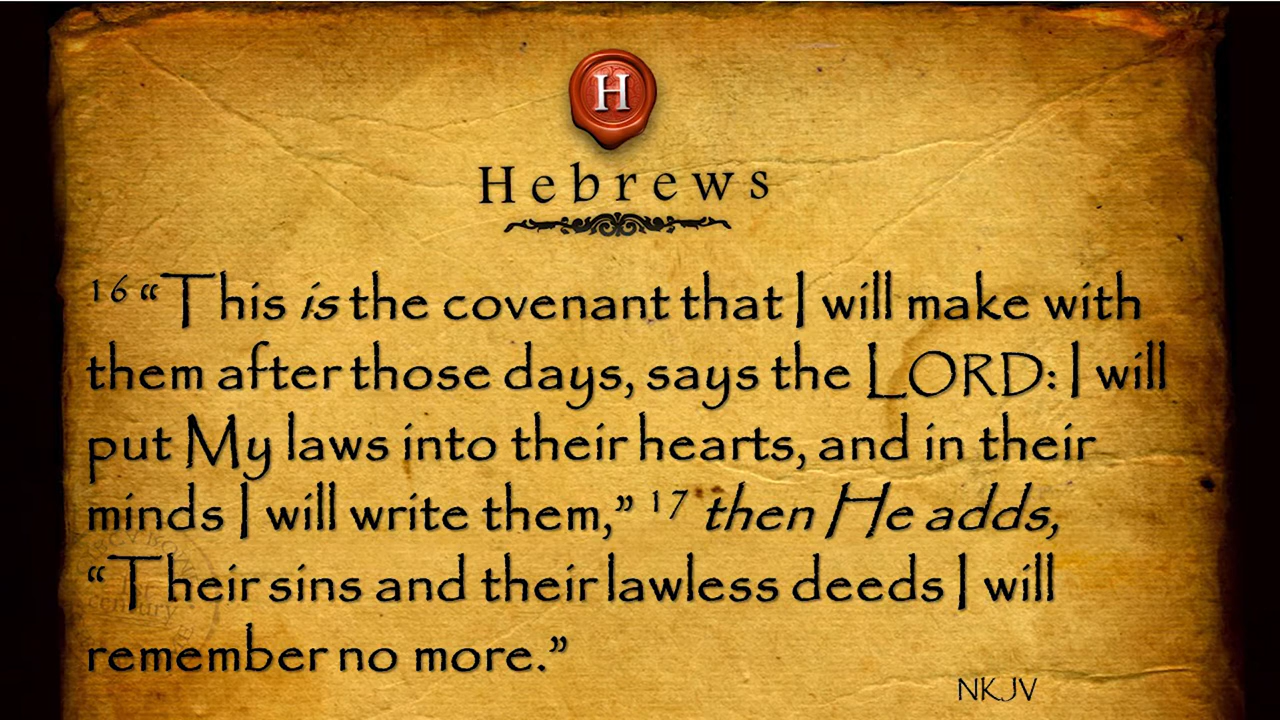 H
Hebrews
16 “This is the covenant that I will make with
them after those days, says the LORD: I will
put My laws into their hearts, and in their
minds I will write them,” 17 then He adds,
“Their sins and their lawless deeds I will
remember no more.”
NKJV